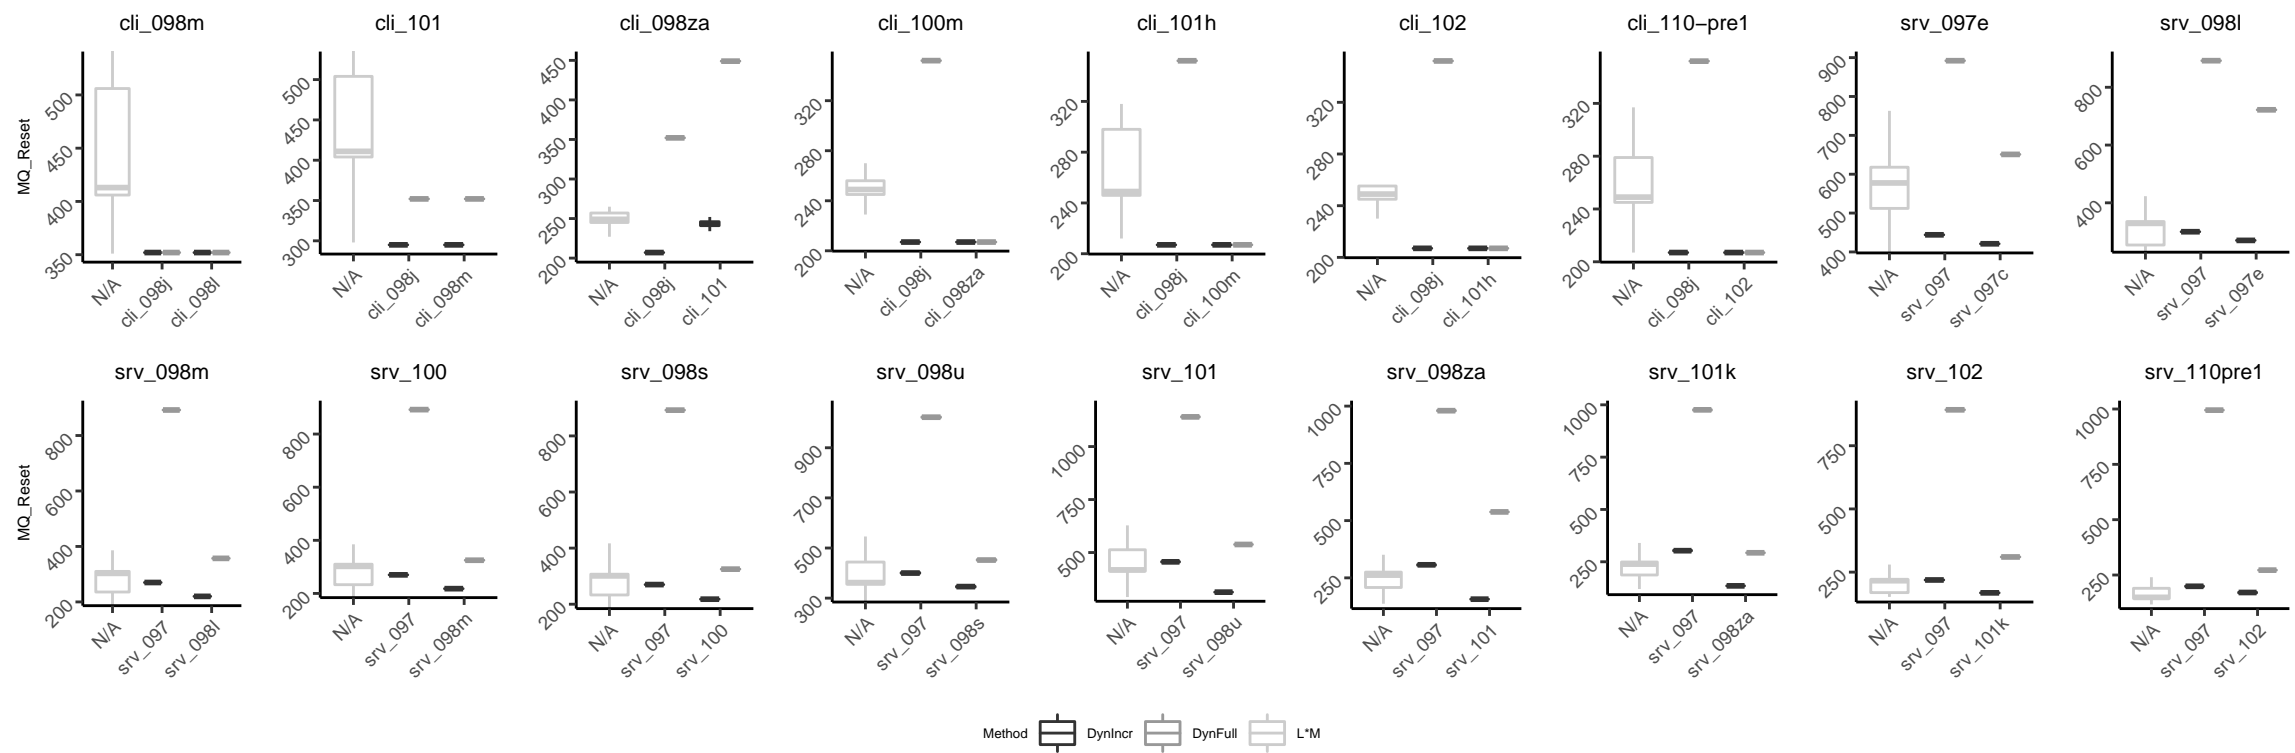 cli_098m cli_101 cli_098za cli_100m cli_101h cli_102 cli_110−pre1 srv_097e srv_098l
MQ_Reset
350 400 450 500
N/A cli_098j cli_098l
300 350 400 450 500
N/A cli_098j cli_098m
200 250 300 350 400 450
N/A cli_098j cli_101
200 240 280 320
N/A cli_098j cli_098za
200 240 280 320
N/A cli_098j cli_100m
200 240 280 320
N/A cli_098j cli_101h
200 240 280 320
N/A cli_098j cli_102
400 500 600 700 800 900
N/A srv_097 srv_097c
400 600 800
N/A srv_097 srv_097e
srv_098m srv_100 srv_098s srv_098u srv_101 srv_098za srv_101k srv_102 srv_110pre1
MQ_Reset
200 400 600 800
N/A srv_097 srv_098l
200 400 600 800
N/A srv_097 srv_098m
200 400 600 800
N/A srv_097 srv_100
300 500 700 900
N/A srv_097 srv_098s
500 750 1000
N/A srv_097 srv_098u
250 500 750 1000
N/A srv_097 srv_101
250 500 750 1000
N/A srv_097 srv_098za
250 500 750
N/A srv_097 srv_101k
250 500 750 1000
N/A srv_097 srv_102
Method DynIncr DynFull L*M